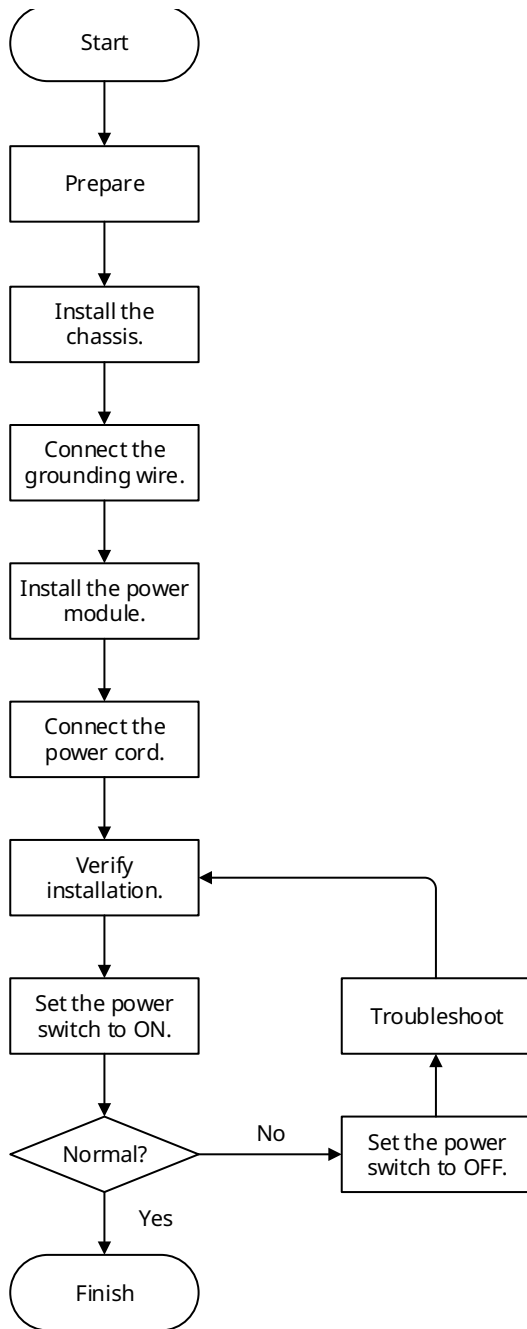 Start
Prepare
Install the
chassis.
Connect the
grounding wire.
Install the power
module.
Connect the
power cord.
Verify
installation.
Set the power
switch to ON.
Troubleshoot
Normal?
No
Set the power
switch to OFF.
Yes
Finish